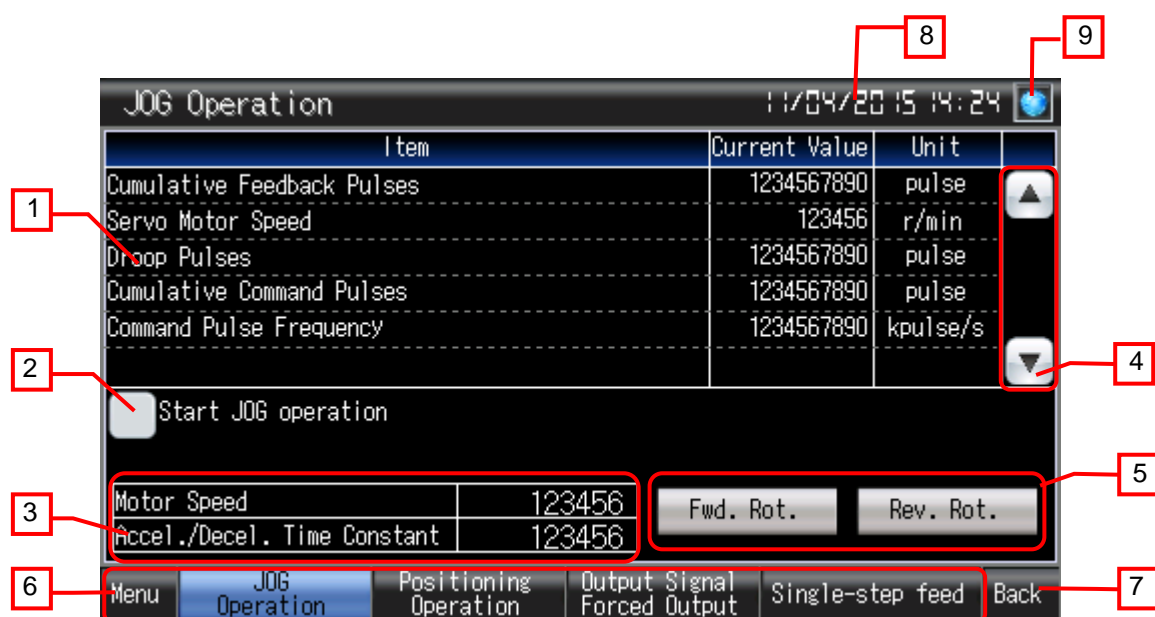 8 9
JOG Operation 11/04/2015 14:24
Item Current Value Unit
Cumulative Feedback Pulses 1234567890 pulse
1
Servo Motor Speed 123456 r/min
Droop Pulses 1234567890 pulse
Cumulative Command Pulses 1234567890 pulse
Command Pulse Frequency 1234567890 kpulse/s
2 4
Start JOG operation
5
Motor Speed 123456 Fwd. Rot. Rev. Rot.
3
Accel./Decel. Time Constant 123456
6 7
Menu JOG Operation Positioning Operation Output Signal Forced Output Single-step feed Back